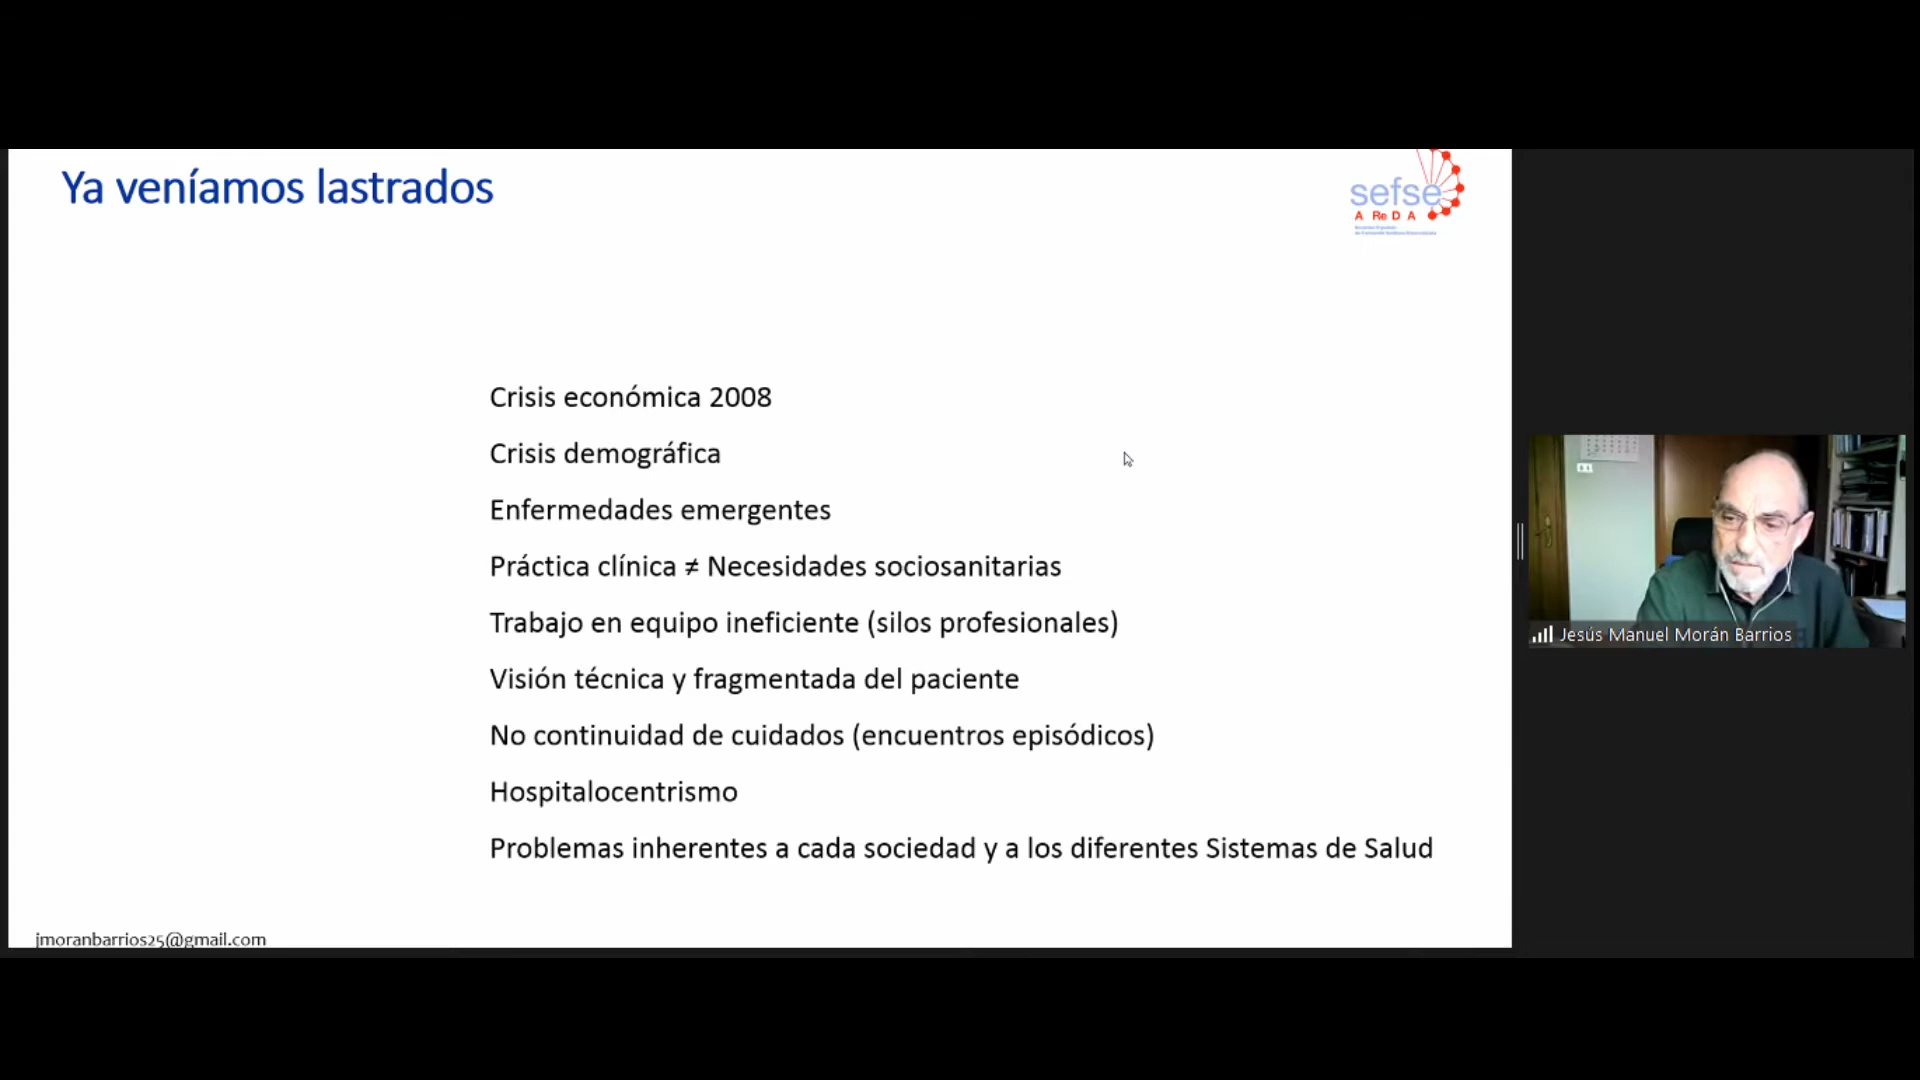 Ya veníamos lastrados
sefse
A Re D A
Crisis económica 2008
Crisis demográfica
Enfermedades emergentes
Práctica clínica ≠ Necesidades sociosanitarias
Trabajo en equipo ineficiente (silos profesionales)
Visión técnica y fragmentada del paciente
No continuidad de cuidados (encuentros episódicos)
Hospitalocentrismo
Problemas inherentes a cada sociedad y a los diferentes Sistemas de Salud
jmoranbarrios25@gmail.com
Jesús Manuel Morán Barrios